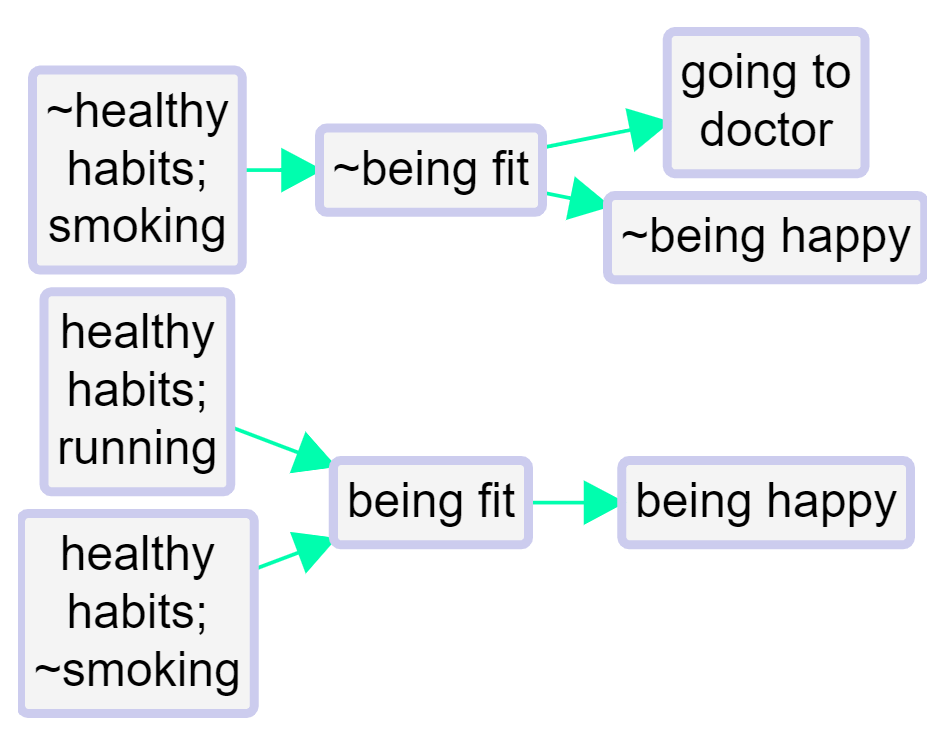 ~healthy
habits;
smoking
~being fit
going to
doctor
~being happy
healthy
habits;
running
being fit
being happy
healthy
habits;
~smoking